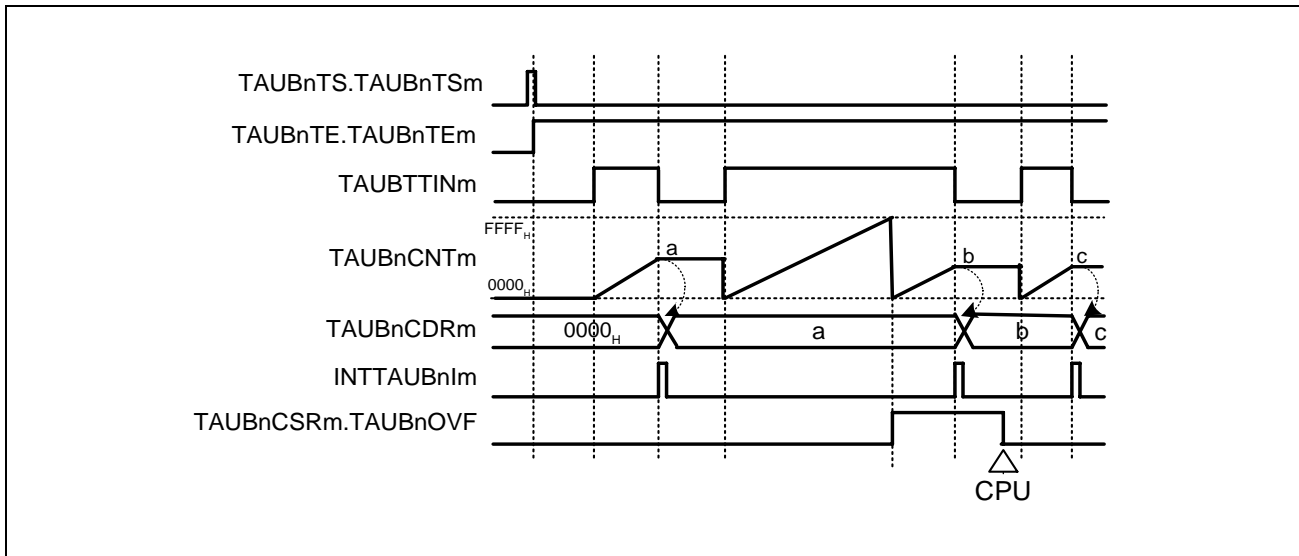 TAUBnTS.TAUBnTSm
TAUBnTE.TAUBnTEm
TAUBTTINm
FFFFH
TAUBnCNTm
a
b
c
0000H
TAUBnCDRm
0000H
a
b
c
INTTAUBnIm
TAUBnCSRm.TAUBnOVF
CPU